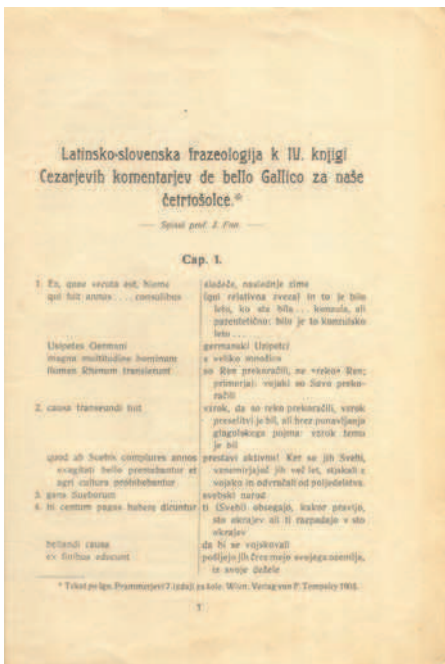 Latinsko-slovenska frazeologija k IV. knjigi
Cezarjevih komentarjev de bello Gallico za naše
četrtošolce.*
— Spisal prof. J. Fon. —
Cap. 1.
1. Ea, quae secuta est, hieme sledeče, naslednje zime
qui fuit annus . . . consulibus (qui relativna zveza) in to je bilo
leto, ko sta bila . . . konzula, ali
parentetično: bilo je to konzulsko
leto . . . .
Usipetes Germani germanski Usipetci
magna multitudine hominum v veliko množico
flumen Rhenum transierunt so Ren prekoračili, ne »reko« Ren;
primerjaj: vojaki so Savo preko-
račili
2. causa transeundi fuit vzrok, da so reko prekoračili, vzrok
preselitvi je bil, ali brez ponavljanja
glagolskega pojma: vzrok temu
je bil
quod ab Suebis complures annos prestavi aktivno! Ker so jih Svebi,
exagitati bello premebantur et vznemirjajoč jih več let, stiskali z
agri cultura prohibebantur vojsko in odvračali od poljedelstva.
3. gens Sueborum svebski narod
4. hi centum pagos habere dicuntur ti (Svebi) obsegajo, kakor pravijo,
sto okrajev ali ti razpadajo v sto
okrajev
bellandi causa da bi se vojskovali
ex finibus educunt pošljejo jih črez mejo svojega ozemlja,
iz svoje dežele
* Tekst po Ign. Prammerjevi 7. izdaji za šole. Wien. Verlag von F. Tempsky 1903.
1